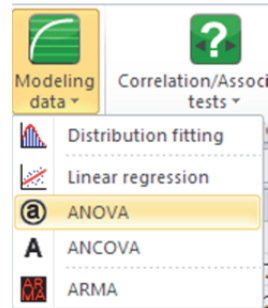 Modeling data
Correlation/Associ
tests
Distribution fitting
Linear regression
ANOVA
ANCOVA
ARMA